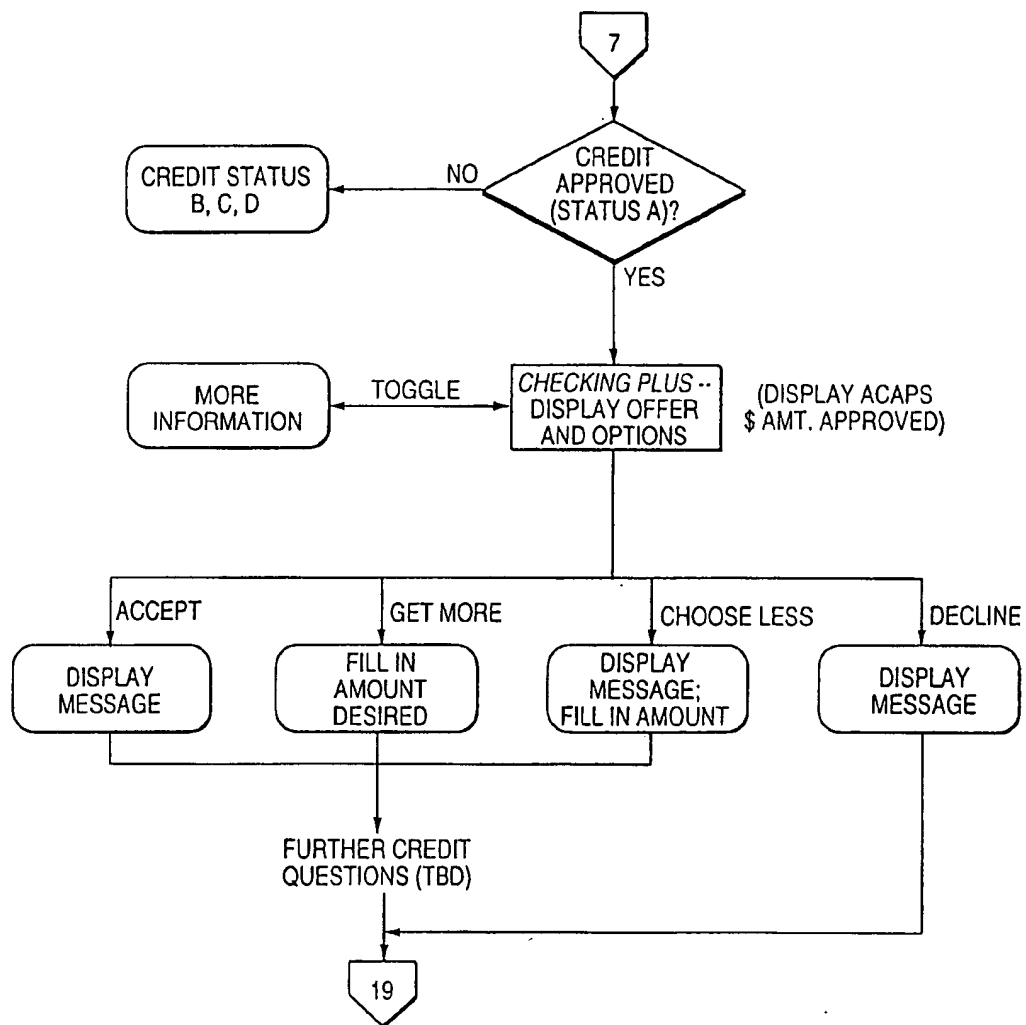 7
CREDIT
APPROVED
(STATUS A)?
NO
CREDIT STATUS
B, C, D
YES
MORE
INFORMATION
TOGGLE
CHECKING PLUS --
DISPLAY OFFER
AND OPTIONS
(DISPLAY ACAPS
$ AMT. APPROVED)
ACCEPT
GET MORE
CHOOSE LESS
DECLINE
DISPLAY
MESSAGE
FILL IN
AMOUNT
DESIRED
DISPLAY
MESSAGE;
FILL IN AMOUNT
DISPLAY
MESSAGE
FURTHER CREDIT
QUESTIONS (TBD)
19